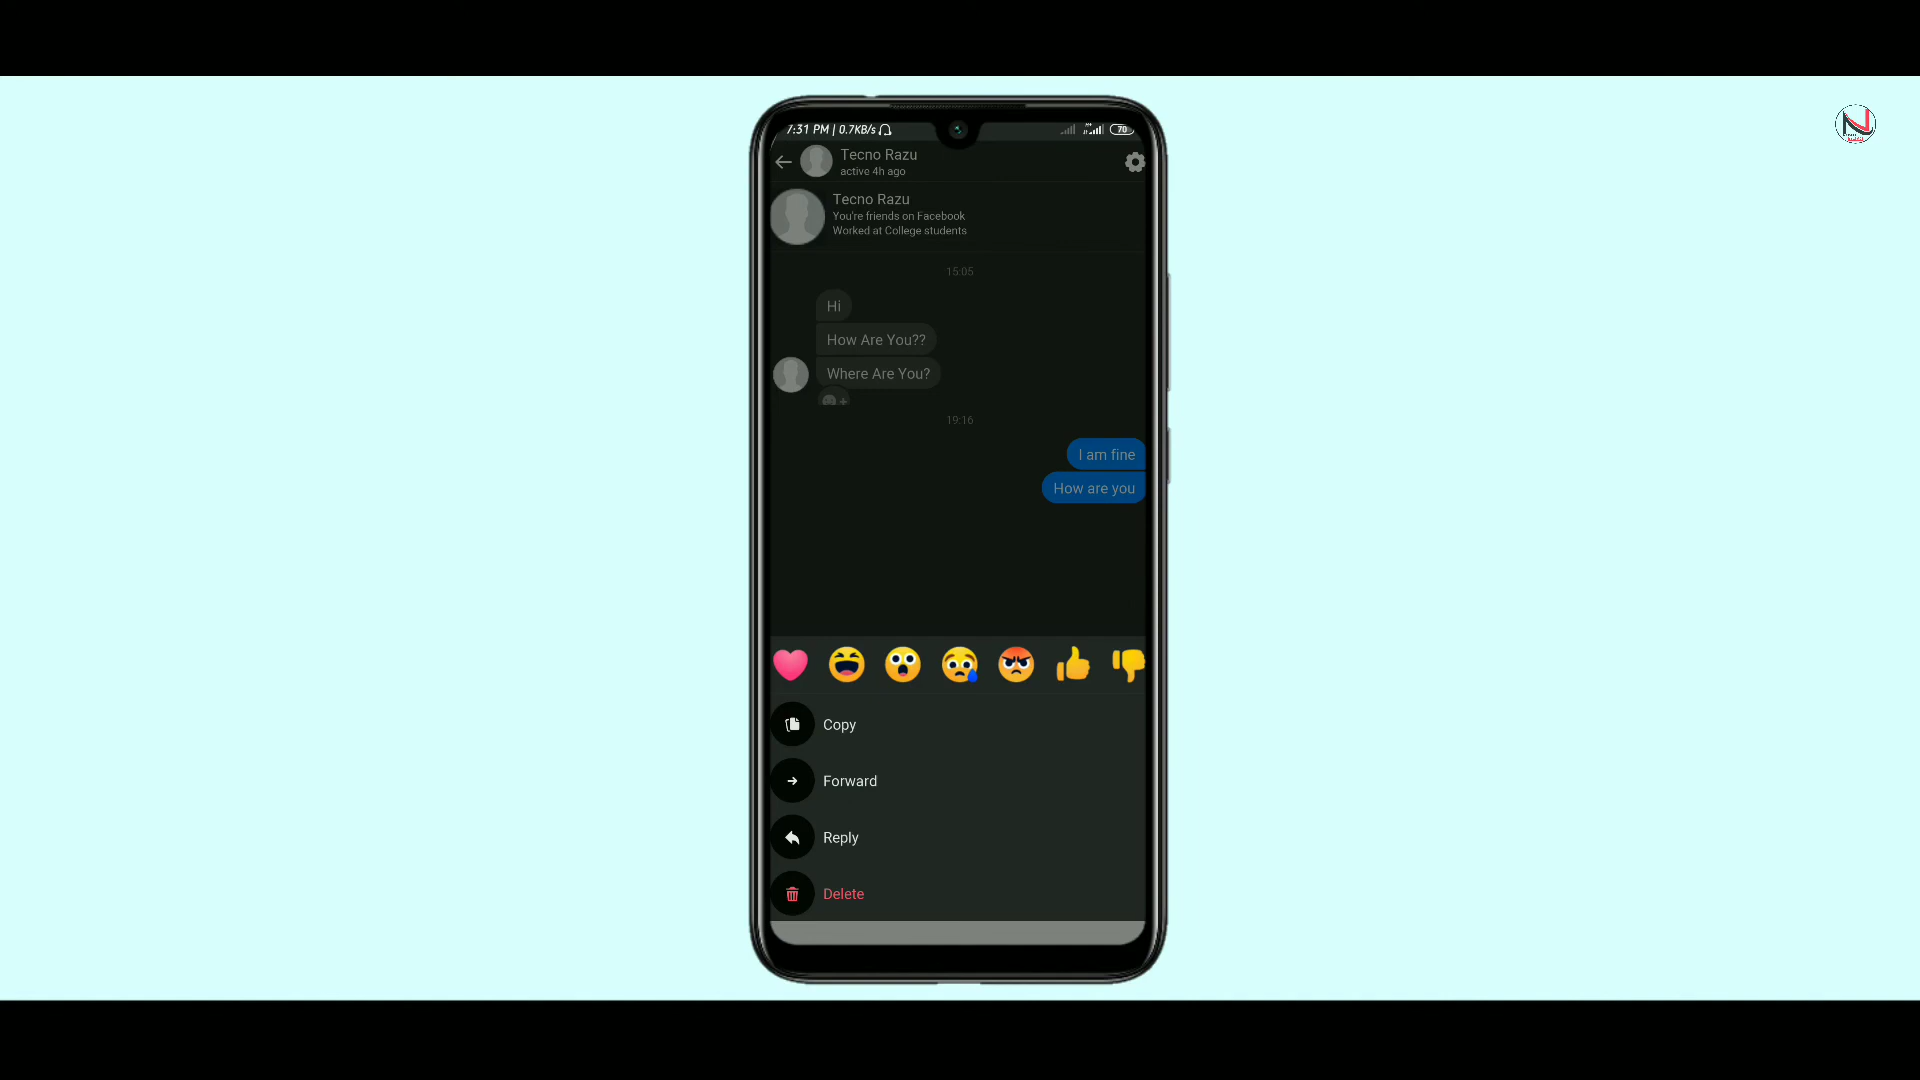 7:31 PM | 0.7KB/s
70
Tecno Razu
active 4h ago
Tecno Razu
You're friends on Facebook
Worked at College students
15:05
Hi
How Are You??
Where Are You?
19:16
I am fine
How are you
Copy
Forward
Reply
Delete